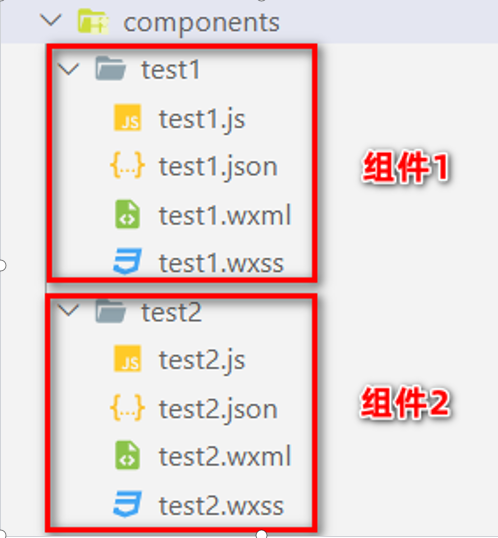 components
test1
JS test1.js
{...} test1.json
组件1
<> test1.wxml
test1.wxss
test2
JS test2.js
{...} test2.json
组件2
<> test2.wxml
test2.wxss